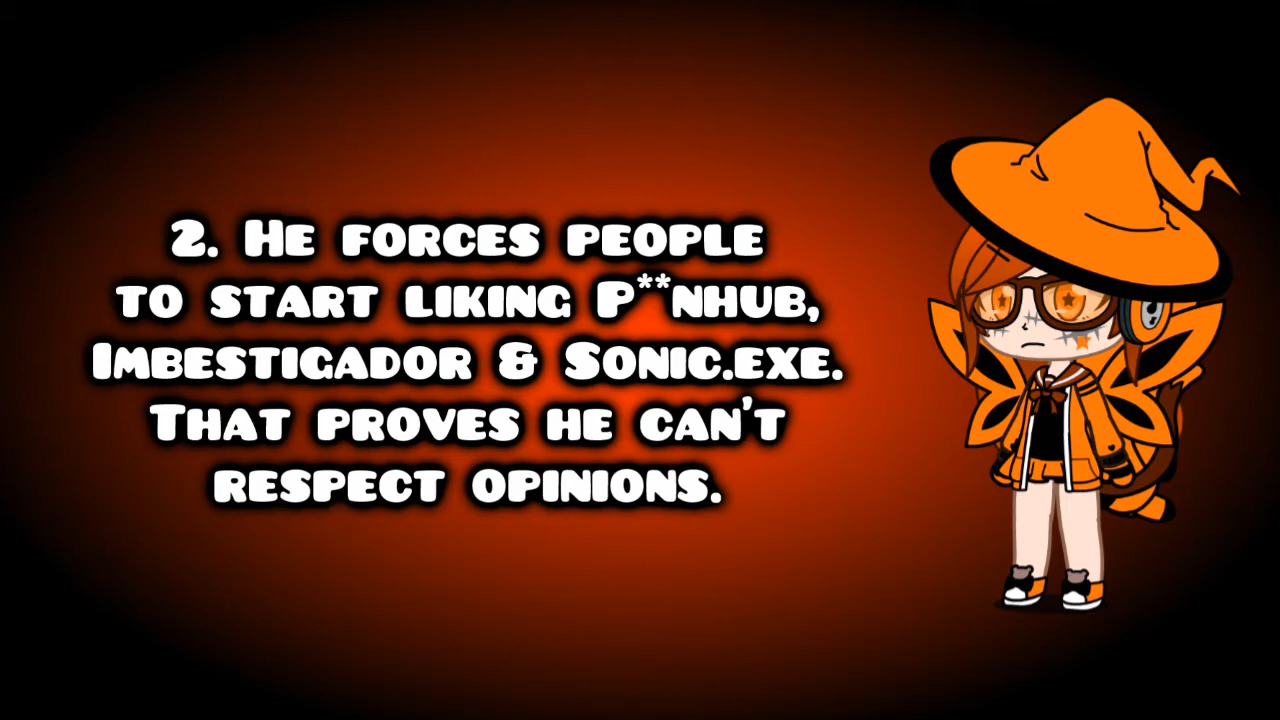 2. He forces people
to start liking P**nhub,
Imbestigador & Sonic.exe.
That proves he can't
respect opinions.